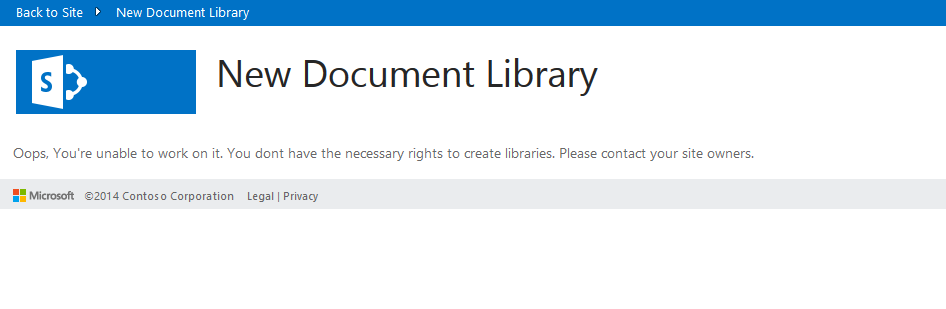 Back to Site New Document Library
S
New Document Library
Oops, You're unable to work on it. You dont have the necessary rights to create libraries. Please contact your site owners.
Microsoft ©2014 Contoso Corporation Legal | Privacy